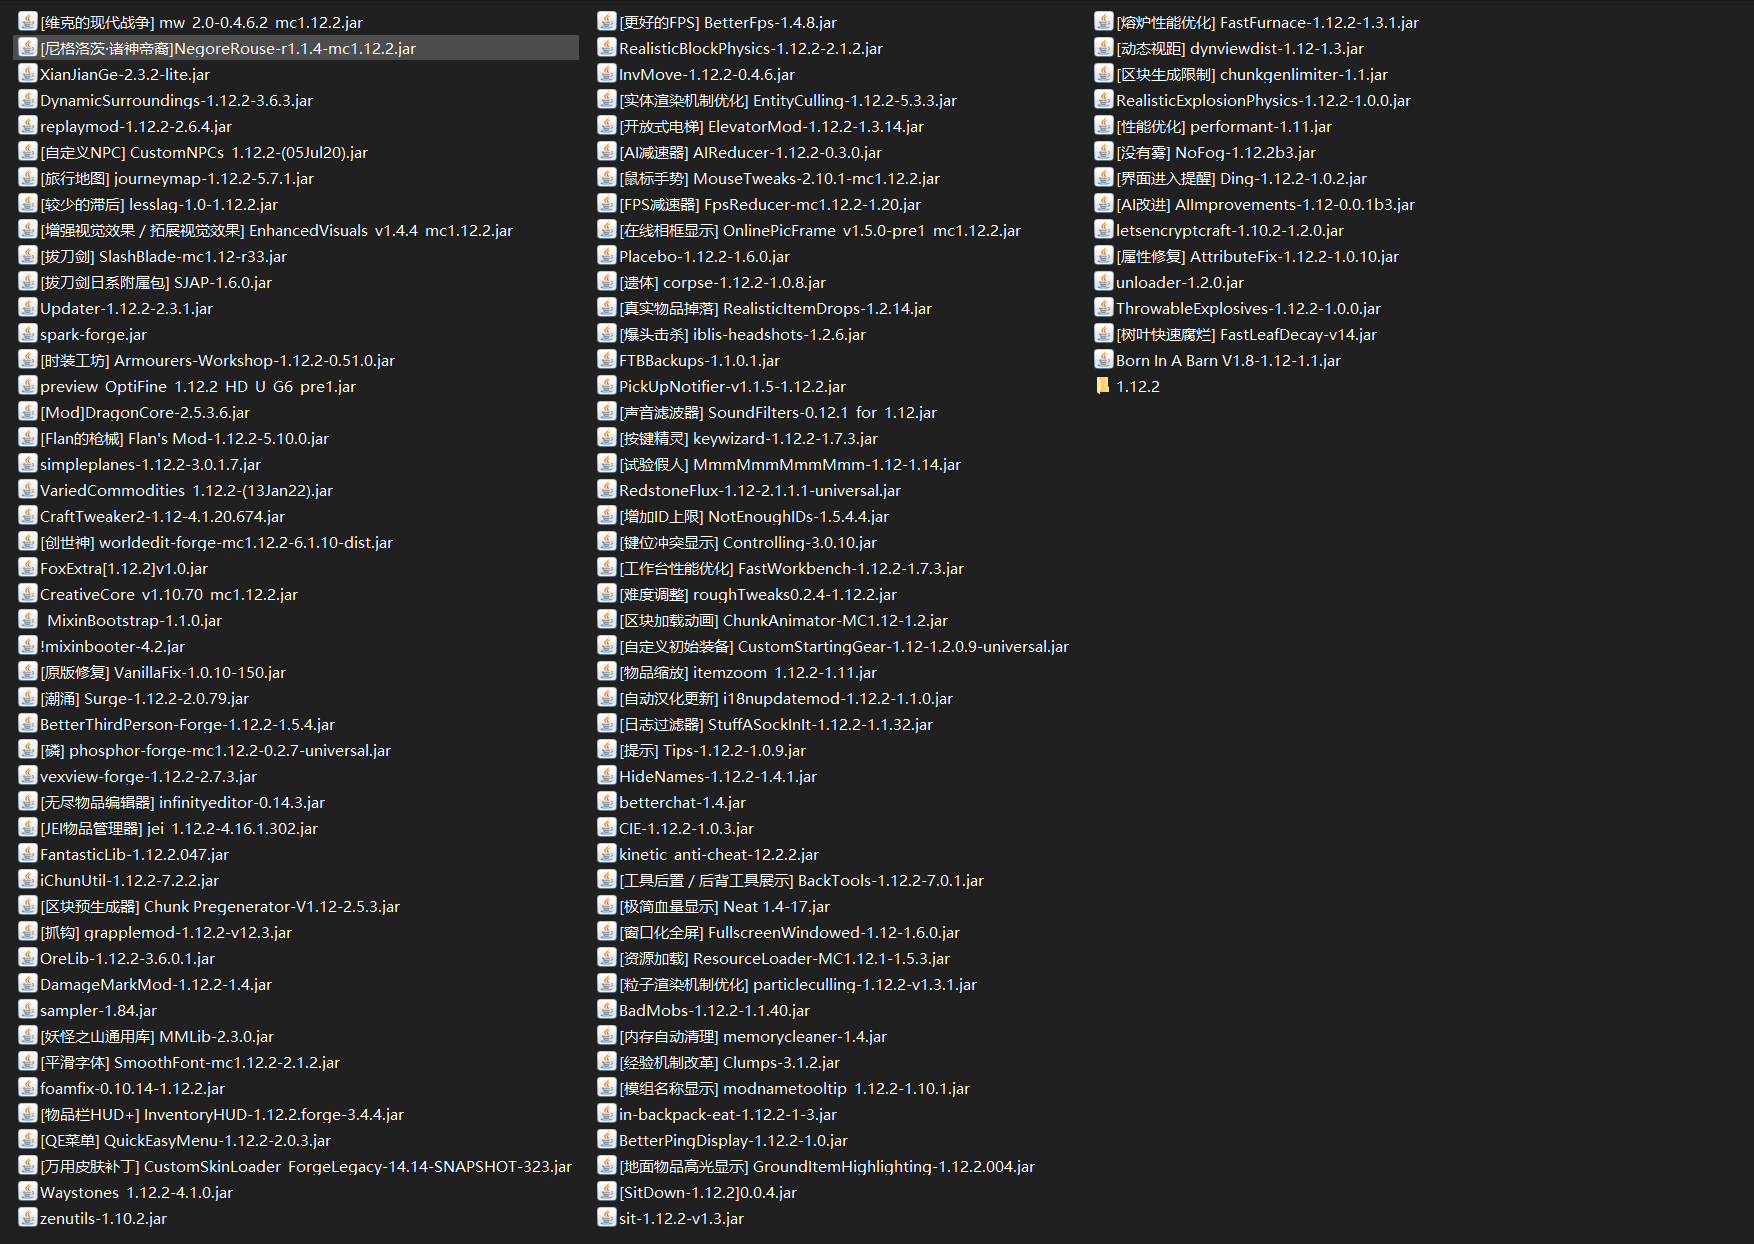 [维克的现代战争] mw_2.0-0.4.6.2_mc1.12.2.jar
[尼格洛茨·诸神帝裔]NegoreRouse-r1.1.4-mc1.12.2.jar
XianJianGe-2.3.2-lite.jar
DynamicSurroundings-1.12.2-3.6.3.jar
replaymod-1.12.2-2.6.4.jar
[自定义NPC] CustomNPCs_1.12.2-(05Jul20).jar
[旅行地图] journeymap-1.12.2-5.7.1.jar
[较少的滞后] lesslag-1.0-1.12.2.jar
[增强视觉效果 / 拓展视觉效果] EnhancedVisuals_v1.4.4_mc1.12.2.jar
[拔刀剑] SlashBlade-mc1.12-r33.jar
[拔刀剑日系附属包] SJAP-1.6.0.jar
Updater-1.12.2-2.3.1.jar
spark-forge.jar
[时装工坊] Armourers-Workshop-1.12.2-0.51.0.jar
preview_OptiFine_1.12.2_HD_U_G6_pre1.jar
[Mod]DragonCore-2.5.3.6.jar
[Flan的枪械] Flan's Mod-1.12.2-5.10.0.jar
simpleplanes-1.12.2-3.0.1.7.jar
VariedCommodities_1.12.2-(13Jan22).jar
CraftTweaker2-1.12-4.1.20.674.jar
[创世神] worldedit-forge-mc1.12.2-6.1.10-dist.jar
FoxExtra[1.12.2]v1.0.jar
CreativeCore_v1.10.70_mc1.12.2.jar
_MixinBootstrap-1.1.0.jar
!mixinbooter-4.2.jar
[原版修复] VanillaFix-1.0.10-150.jar
[潮涌] Surge-1.12.2-2.0.79.jar
BetterThirdPerson-Forge-1.12.2-1.5.4.jar
[磷] phosphor-forge-mc1.12.2-0.2.7-universal.jar
vexview-forge-1.12.2-2.7.3.jar
[无尽物品编辑器] infinityeditor-0.14.3.jar
[JEI物品管理器] jei_1.12.2-4.16.1.302.jar
FantasticLib-1.12.2.047.jar
iChunUtil-1.12.2-7.2.2.jar
[区块预生成器] Chunk Pregenerator-V1.12-2.5.3.jar
[抓钩] grapplemod-1.12.2-v12.3.jar
OreLib-1.12.2-3.6.0.1.jar
DamageMarkMod-1.12.2-1.4.jar
sampler-1.84.jar
[妖怪之山通用库] MMLib-2.3.0.jar
[平滑字体] SmoothFont-mc1.12.2-2.1.2.jar
foamfix-0.10.14-1.12.2.jar
[物品栏HUD+] InventoryHUD-1.12.2.forge-3.4.4.jar
[QE菜单] QuickEasyMenu-1.12.2-2.0.3.jar
[万用皮肤补丁] CustomSkinLoader_ForgeLegacy-14.14-SNAPSHOT-323.jar
Waystones_1.12.2-4.1.0.jar
zenutils-1.10.2.jar
[更好的FPS] BetterFps-1.4.8.jar
RealisticBlockPhysics-1.12.2-2.1.2.jar
InvMove-1.12.2-0.4.6.jar
[实体渲染机制优化] EntityCulling-1.12.2-5.3.3.jar
[开放式电梯] ElevatorMod-1.12.2-1.3.14.jar
[AI减速器] AIReducer-1.12.2-0.3.0.jar
[鼠标手势] MouseTweaks-2.10.1-mc1.12.2.jar
[FPS减速器] FpsReducer-mc1.12.2-1.20.jar
[在线相框显示] OnlinePicFrame_v1.5.0-pre1_mc1.12.2.jar
Placebo-1.12.2-1.6.0.jar
[遗体] corpse-1.12.2-1.0.8.jar
[真实物品掉落] RealisticItemDrops-1.2.14.jar
[爆头击杀] iblis-headshots-1.2.6.jar
FTBBackups-1.1.0.1.jar
PickUpNotifier-v1.1.5-1.12.2.jar
[声音滤波器] SoundFilters-0.12.1_for_1.12.jar
[按键精灵] keywizard-1.12.2-1.7.3.jar
[试验假人] MmmMmmMmmMmm-1.12-1.14.jar
RedstoneFlux-1.12-2.1.1.1-universal.jar
[增加ID上限] NotEnoughIDs-1.5.4.4.jar
[键位冲突显示] Controlling-3.0.10.jar
[工作台性能优化] FastWorkbench-1.12.2-1.7.3.jar
[难度调整] roughTweaks0.2.4-1.12.2.jar
[区块加载动画] ChunkAnimator-MC1.12-1.2.jar
[自定义初始装备] CustomStartingGear-1.12-1.2.0.9-universal.jar
[物品缩放] itemzoom_1.12.2-1.11.jar
[自动汉化更新] i18nupdatemod-1.12.2-1.1.0.jar
[日志过滤器] StuffASockInIt-1.12.2-1.1.32.jar
[提示] Tips-1.12.2-1.0.9.jar
HideNames-1.12.2-1.4.1.jar
betterchat-1.4.jar
CIE-1.12.2-1.0.3.jar
kinetic_anti-cheat-12.2.2.jar
[工具后置 / 后背工具展示] BackTools-1.12.2-7.0.1.jar
[极简血量显示] Neat 1.4-17.jar
[窗口化全屏] FullscreenWindowed-1.12-1.6.0.jar
[资源加载] ResourceLoader-MC1.12.1-1.5.3.jar
[粒子渲染机制优化] particleculling-1.12.2-v1.3.1.jar
BadMobs-1.12.2-1.1.40.jar
[内存自动清理] memorycleaner-1.4.jar
[经验机制改革] Clumps-3.1.2.jar
[模组名称显示] modnametooltip_1.12.2-1.10.1.jar
in-backpack-eat-1.12.2-1-3.jar
BetterPingDisplay-1.12.2-1.0.jar
[地面物品高光显示] GroundItemHighlighting-1.12.2.004.jar
[SitDown-1.12.2]0.0.4.jar
sit-1.12.2-v1.3.jar
[熔炉性能优化] FastFurnace-1.12.2-1.3.1.jar
[动态视距] dynviewdist-1.12-1.3.jar
[区块生成限制] chunkgenlimiter-1.1.jar
RealisticExplosionPhysics-1.12.2-1.0.0.jar
[性能优化] performant-1.11.jar
[没有雾] NoFog-1.12.2b3.jar
[界面进入提醒] Ding-1.12.2-1.0.2.jar
[AI改进] AIImprovements-1.12-0.0.1b3.jar
letsencryptcraft-1.10.2-1.2.0.jar
[属性修复] AttributeFix-1.12.2-1.0.10.jar
unloader-1.2.0.jar
ThrowableExplosives-1.12.2-1.0.0.jar
[树叶快速腐烂] FastLeafDecay-v14.jar
Born In A Barn V1.8-1.12-1.1.jar
1.12.2